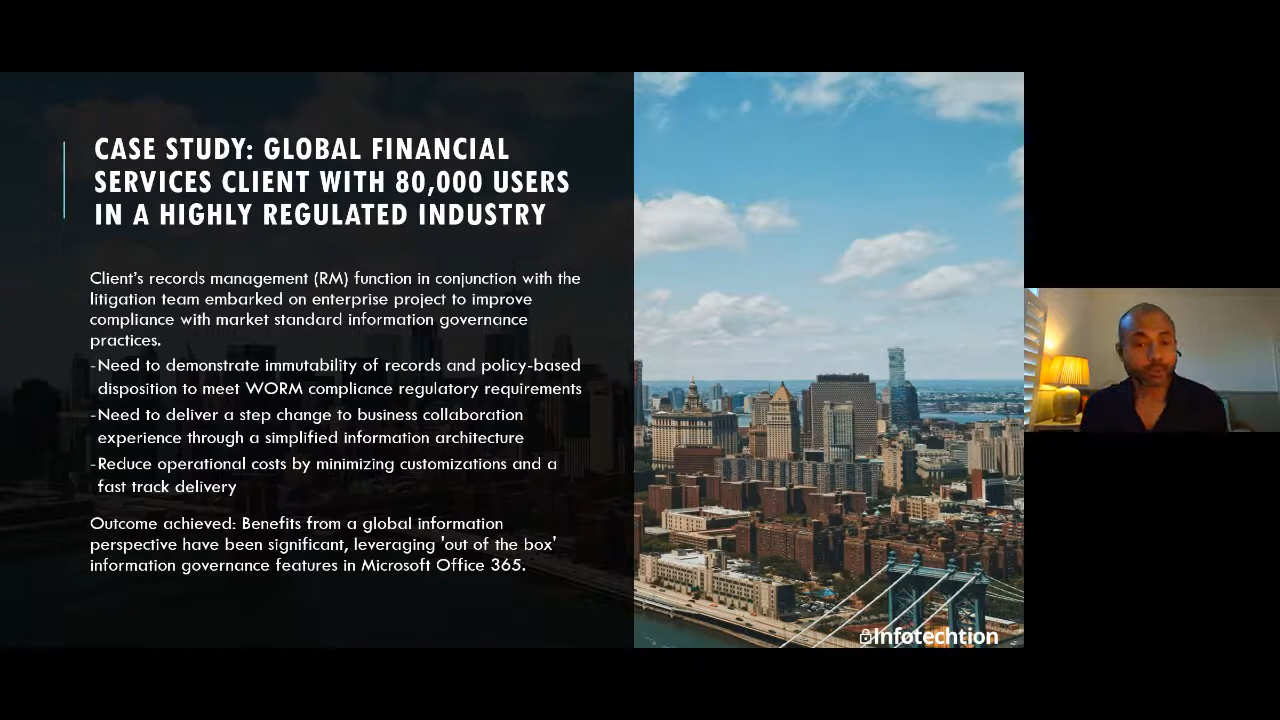 CASE STUDY: GLOBAL FINANCIAL
SERVICES CLIENT WITH 80,000 USERS
IN A HIGHLY REGULATED INDUSTRY
Client's records management (RM) function in conjunction with the
litigation team embarked on enterprise project to improve
compliance with market standard information governance
practices.
-Need to demonstrate immutability of records and policy-based
disposition to meet WORM compliance regulatory requirements
-Need to deliver a step change to business collaboration
experience through a simplified information architecture
-Reduce operational costs by minimizing customizations and a
fast track delivery
Outcome achieved: Benefits from a global information
perspective have been significant, leveraging 'out of the box'
information governance features in Microsoft Office 365.
Infotechtion